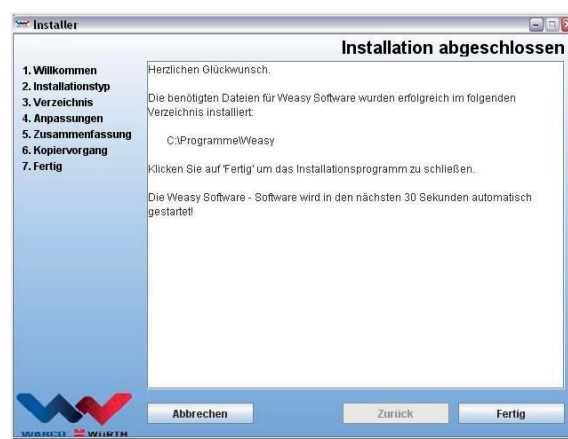 Installer
Installation abgeschlossen
1. Willkommen
2. Installationstyp
3. Verzeichnis
4. Anpassungen
5. Zusammenfassung
6. Kopiervorgang
7. Fertig
Herzlichen Glückwunsch.
Die benötigten Dateien für Weasy Software wurden erfolgreich im folgenden
Verzeichnis installiert:
C:\Programme\Weasy
Klicken Sie auf 'Fertig' um das Installationsprogramm zu schließen.
Die Weasy Software - Software wird in den nächsten 30 Sekunden automatisch
gestartet!
WABCO WÜRTH
Abbrechen
Zurück
Fertig